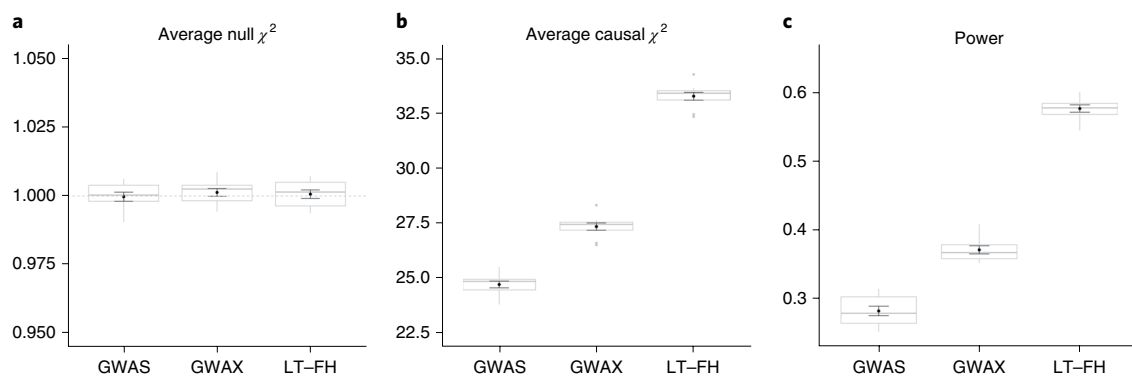 a
Average null χ²
1.050
1.025
1.000
0.975
0.950
GWAS GWAX LT–FH
b
Average causal χ²
35.0
32.5
30.0
27.5
25.0
22.5
GWAS GWAX LT–FH
c
Power
0.6
0.5
0.4
0.3
GWAS GWAX LT–FH